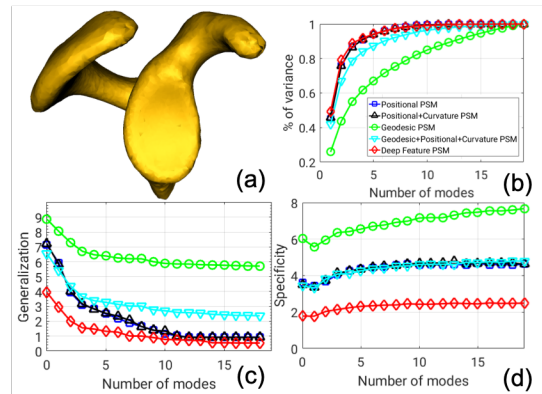 (a)
% of variance
1
0.8
0.6
0.4
0.2
0 5 10 15
Number of modes
Positional PSM
Positional+Curvature PSM
Geodesic PSM
Geodesic+Positional+Curvature PSM
Deep Feature PSM
(b)
Generalization
9
8
7
6
5
4
3
2
1
0 5 10 15
Number of modes
(c)
Specificity
8
6
4
2
0
0 5 10 15
Number of modes
(d)